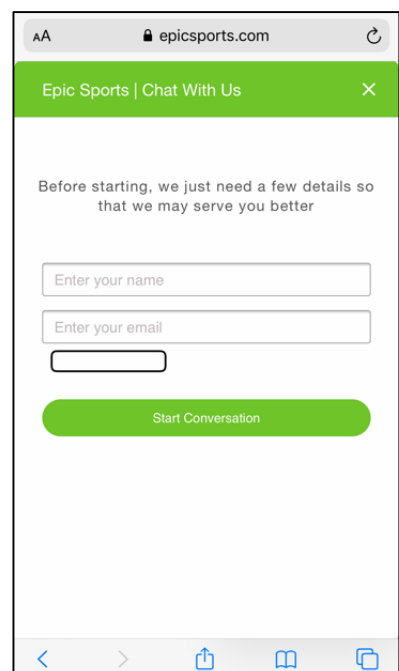 AA epicsports.com
Epic Sports | Chat With Us
Before starting, we just need a few details so
that we may serve you better
Enter your name
Enter your email
Start Conversation